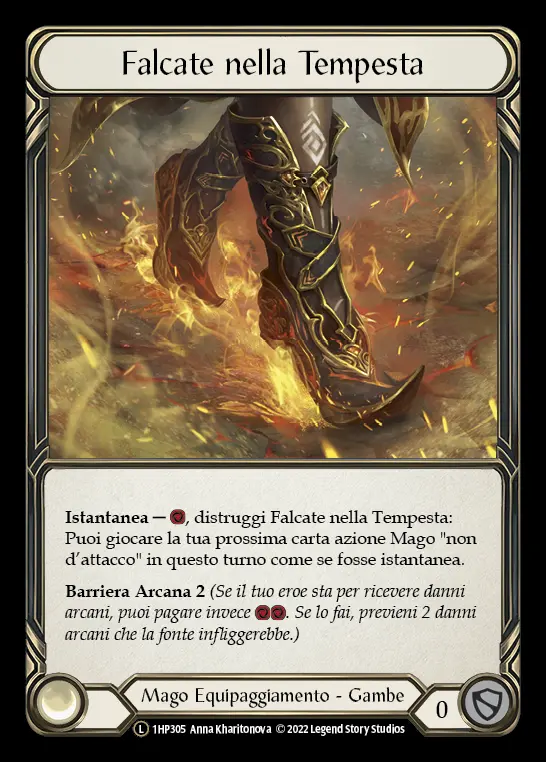 Falcate nella Tempesta
Istantanea — , distruggi Falcate nella Tempesta:
Puoi giocare la tua prossima carta azione Mago "non
d'attacco" in questo turno come se fosse istantanea.
Barriera Arcana 2 (Se il tuo eroe sta per ricevere danni
arcani, puoi pagare invece . Se lo fai, previeni 2 danni
arcani che la fonte infliggerebbe.)
Mago Equipaggiamento - Gambe
0
L 1HP305 Anna Kharitonova © 2022 Legend Story Studios